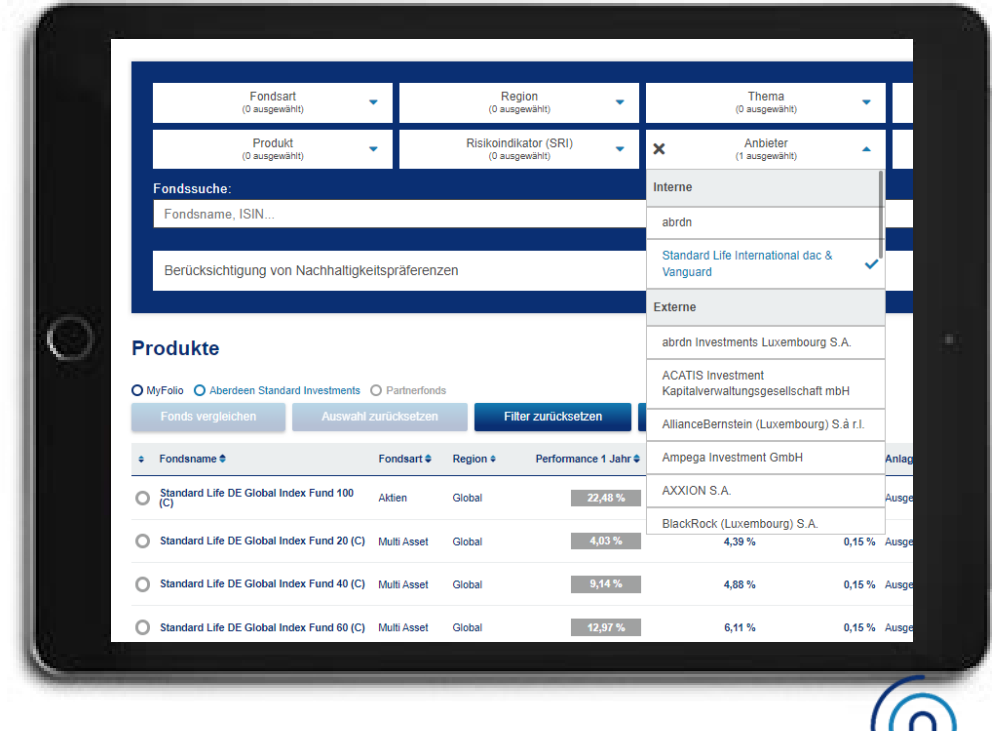 Fondsart
(0 ausgewählt)
Region
(0 ausgewählt)
Thema
(0 ausgewählt)
Produkt
(0 ausgewählt)
Risikoindikator (SRI)
(0 ausgewählt)
Anbieter
(1 ausgewählt)
Fondssuche:
Fondsname, ISIN...
Berücksichtigung von Nachhaltigkeitspräferenzen
Interne
abrdn
Standard Life International dac &
Vanguard
Externe
abrdn Investments Luxembourg S.A.
ACATIS Investment
Kapitalverwaltungsgesellschaft mbH
AllianceBernstein (Luxembourg) S.à r.l.
Ampega Investment GmbH
AXXION S.A.
BlackRock (Luxembourg) S.A.
Produkte
MyFolio Aberdeen Standard Investments Partnerfonds
Fonds vergleichen Auswahl zurücksetzen Filter zurücksetzen
Fondsname Fondsart Region Performance 1 Jahr Anlag
Standard Life DE Global Index Fund 100
(C) Aktien Global 22,48 % Ausge
Standard Life DE Global Index Fund 20 (C) Multi Asset Global 4,03 % 4,39 % 0,15 % Ausge
Standard Life DE Global Index Fund 40 (C) Multi Asset Global 9,14 % 4,88 % 0,15 % Ausge
Standard Life DE Global Index Fund 60 (C) Multi Asset Global 12,97 % 6,11 % 0,15 % Ausge